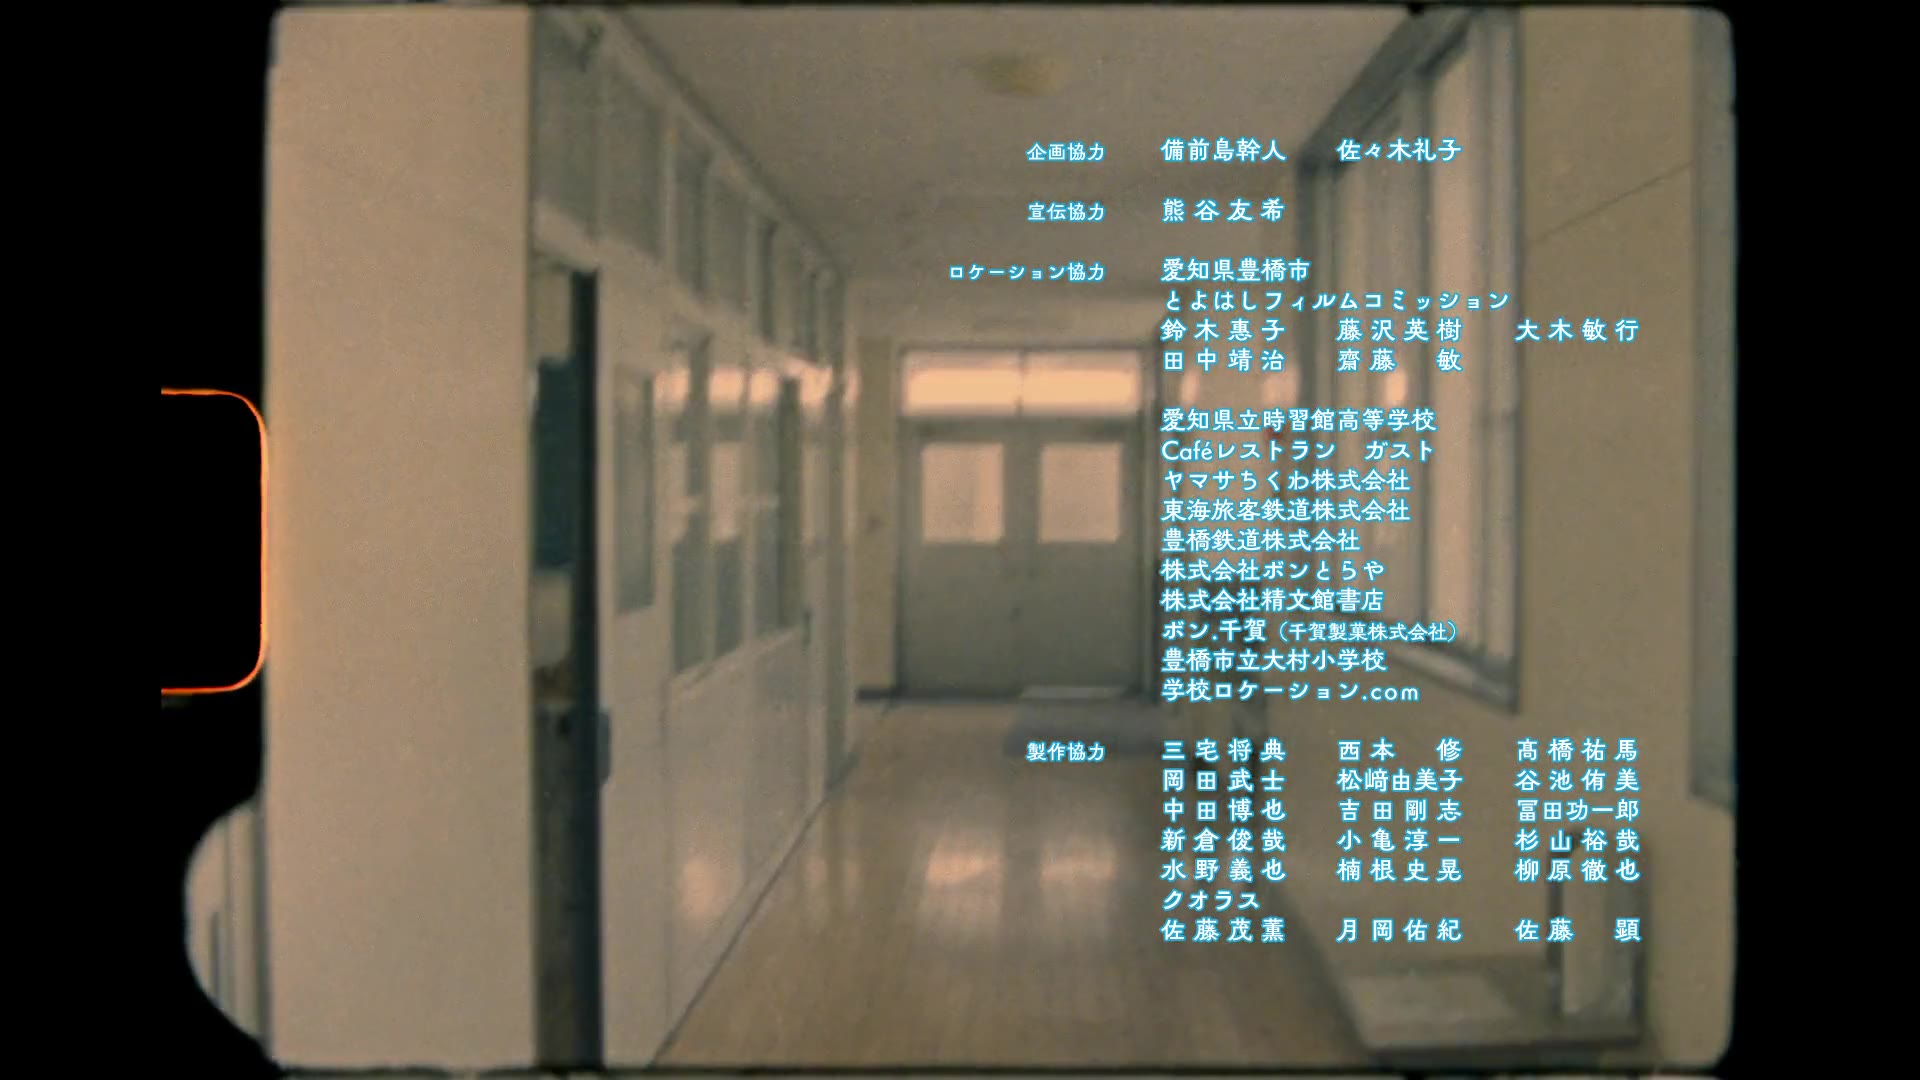 企画協力 備前島幹人 佐々木礼子
宣伝協力 熊谷友希
ロケーション協力 愛知県豊橋市
とよはしフィルムコミッション
鈴木惠子 藤沢英樹 大木敏行
田中靖治 齋藤敏
愛知県立時習館高等学校
Caféレストラン ガスト
ヤマサちくわ株式会社
東海旅客鉄道株式会社
豊橋鉄道株式会社
株式会社ボンとらや
株式会社精文館書店
ボン.千賀(千賀製菓株式会社)
豊橋市立大村小学校
学校ロケーション.com
製作協力 三宅将典 西本修 髙橋祐馬
岡田武士 松﨑由美子 谷池侑美
中田博也 吉田剛志 冨田功一郎
新倉俊哉 小亀淳一 杉山裕哉
水野義也 楠根史晃 柳原徹也
クオラス
佐藤茂薫 月岡佑紀 佐藤顕